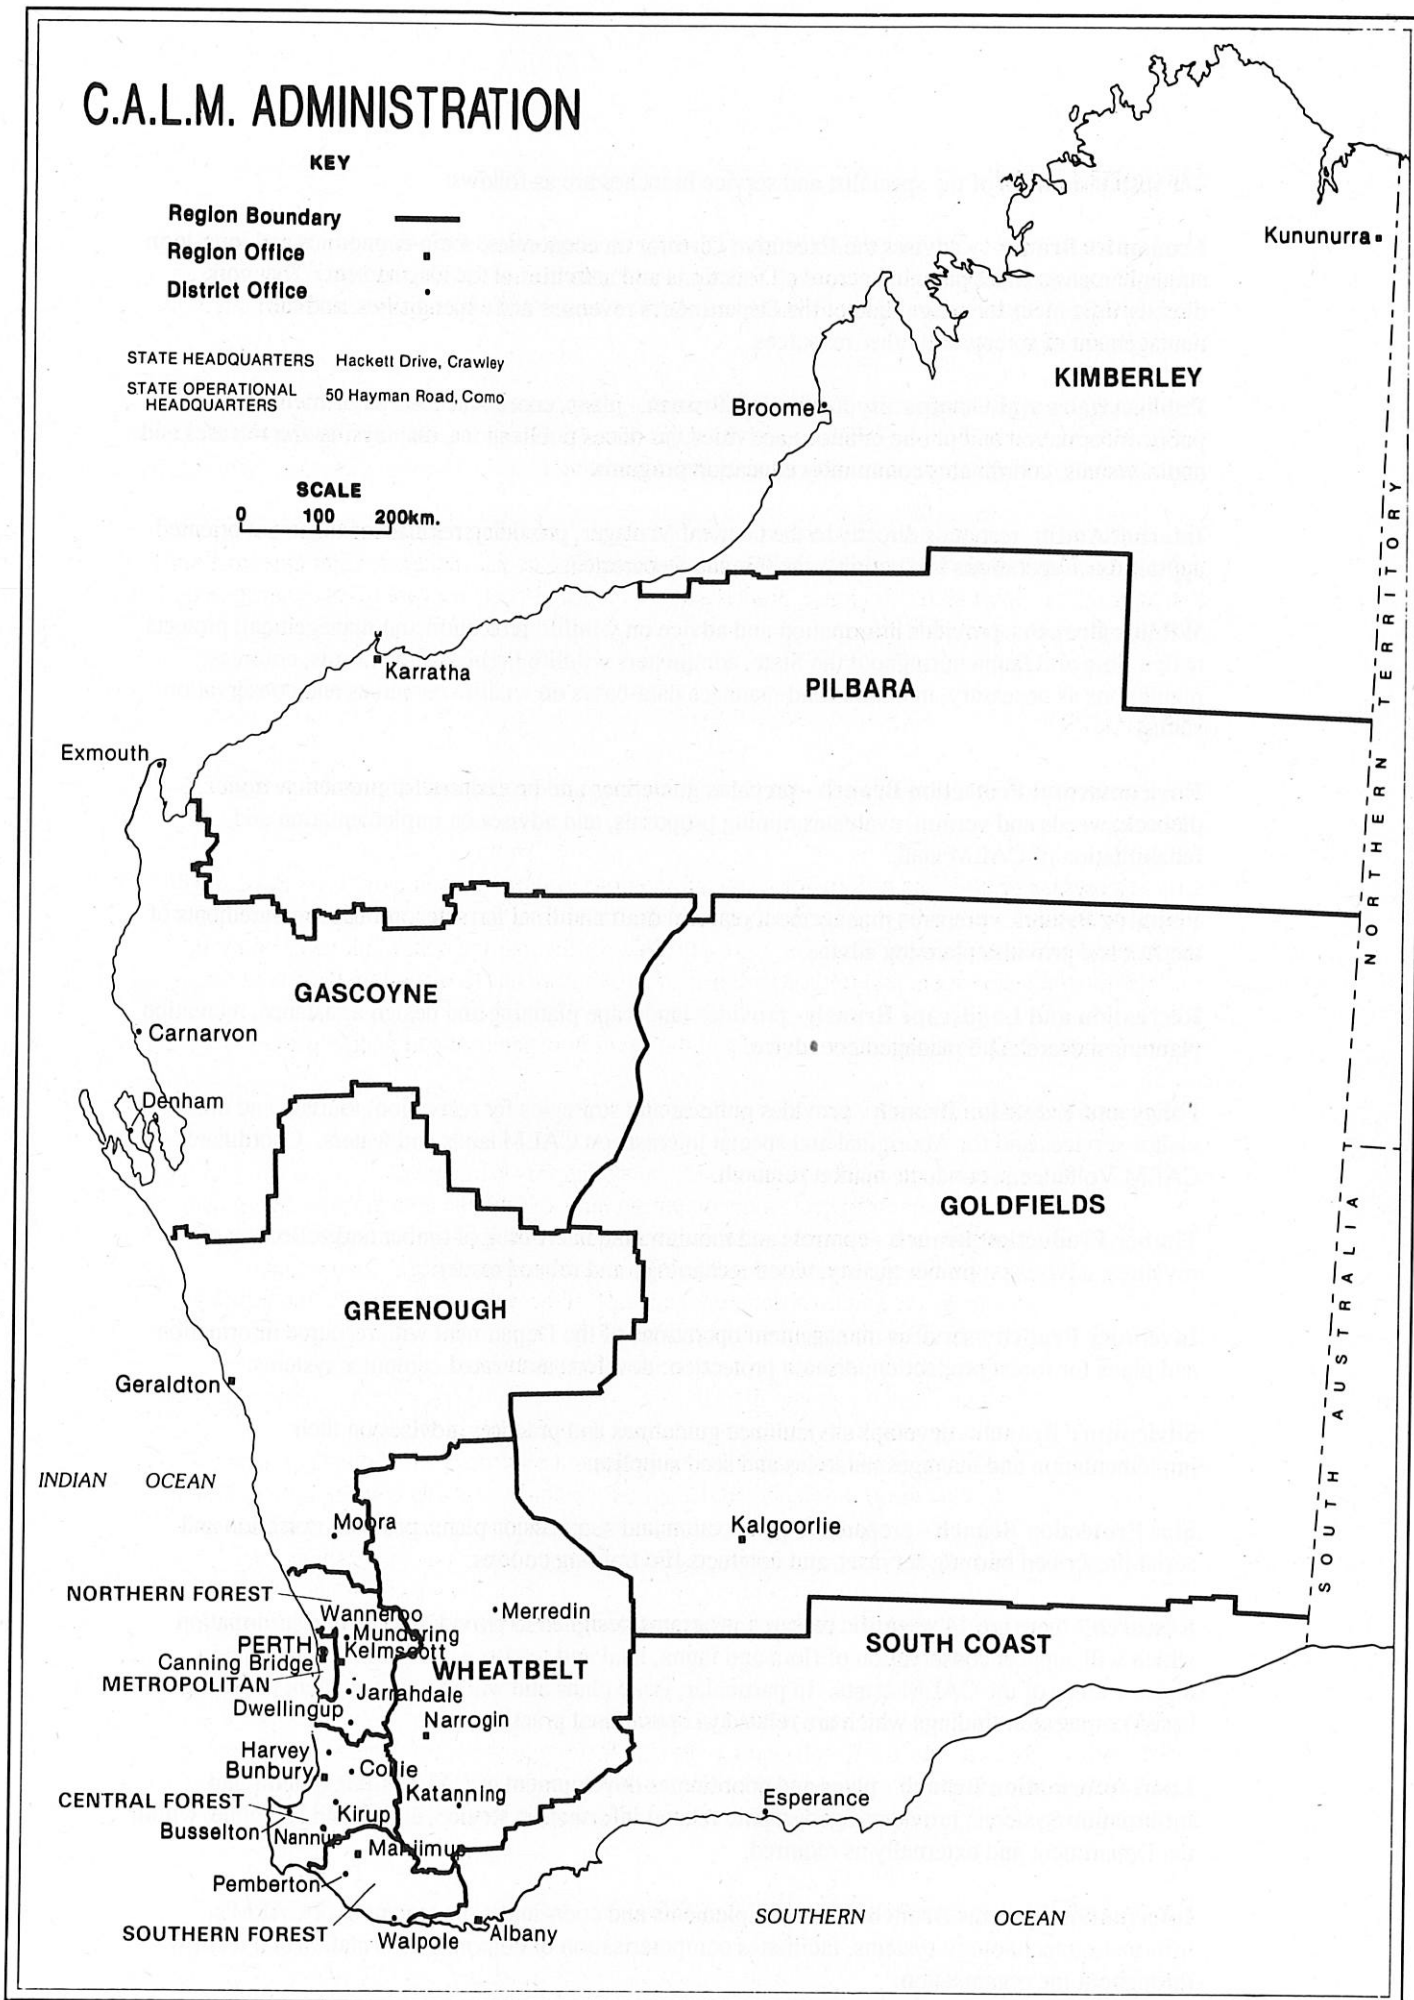 C.A.L.M. ADMINISTRATION
KEY
Region Boundary
Region Office
District Office
STATE HEADQUARTERS Hackett Drive, Crawley
STATE OPERATIONAL HEADQUARTERS 50 Hayman Road, Como
SCALE
0 100 200km.
Kununurra
KIMBERLEY
Broome
NORTHERN TERRITORY
Karratha
PILBARA
Exmouth
GASCOYNE
Carnarvon
Denham
GOLDFIELDS
SOUTH AUSTRALIA
GREENOUGH
Geraldton
INDIAN OCEAN
Moora
Kalgoorlie
NORTHERN FOREST
Merredin
Wanneroo
Mundaring
PERTH
Kelmscott
SOUTH COAST
Canning Bridge
WHEATBELT
METROPOLITAN
Jarrahdale
Dwellingup
Narrogin
Harvey
Bunbury
Collie
Katanning
Esperance
CENTRAL FOREST
Kirup
Busselton
Nannup
Manjimup
Pemberton
SOUTHERN OCEAN
SOUTHERN FOREST
Walpole
Albany